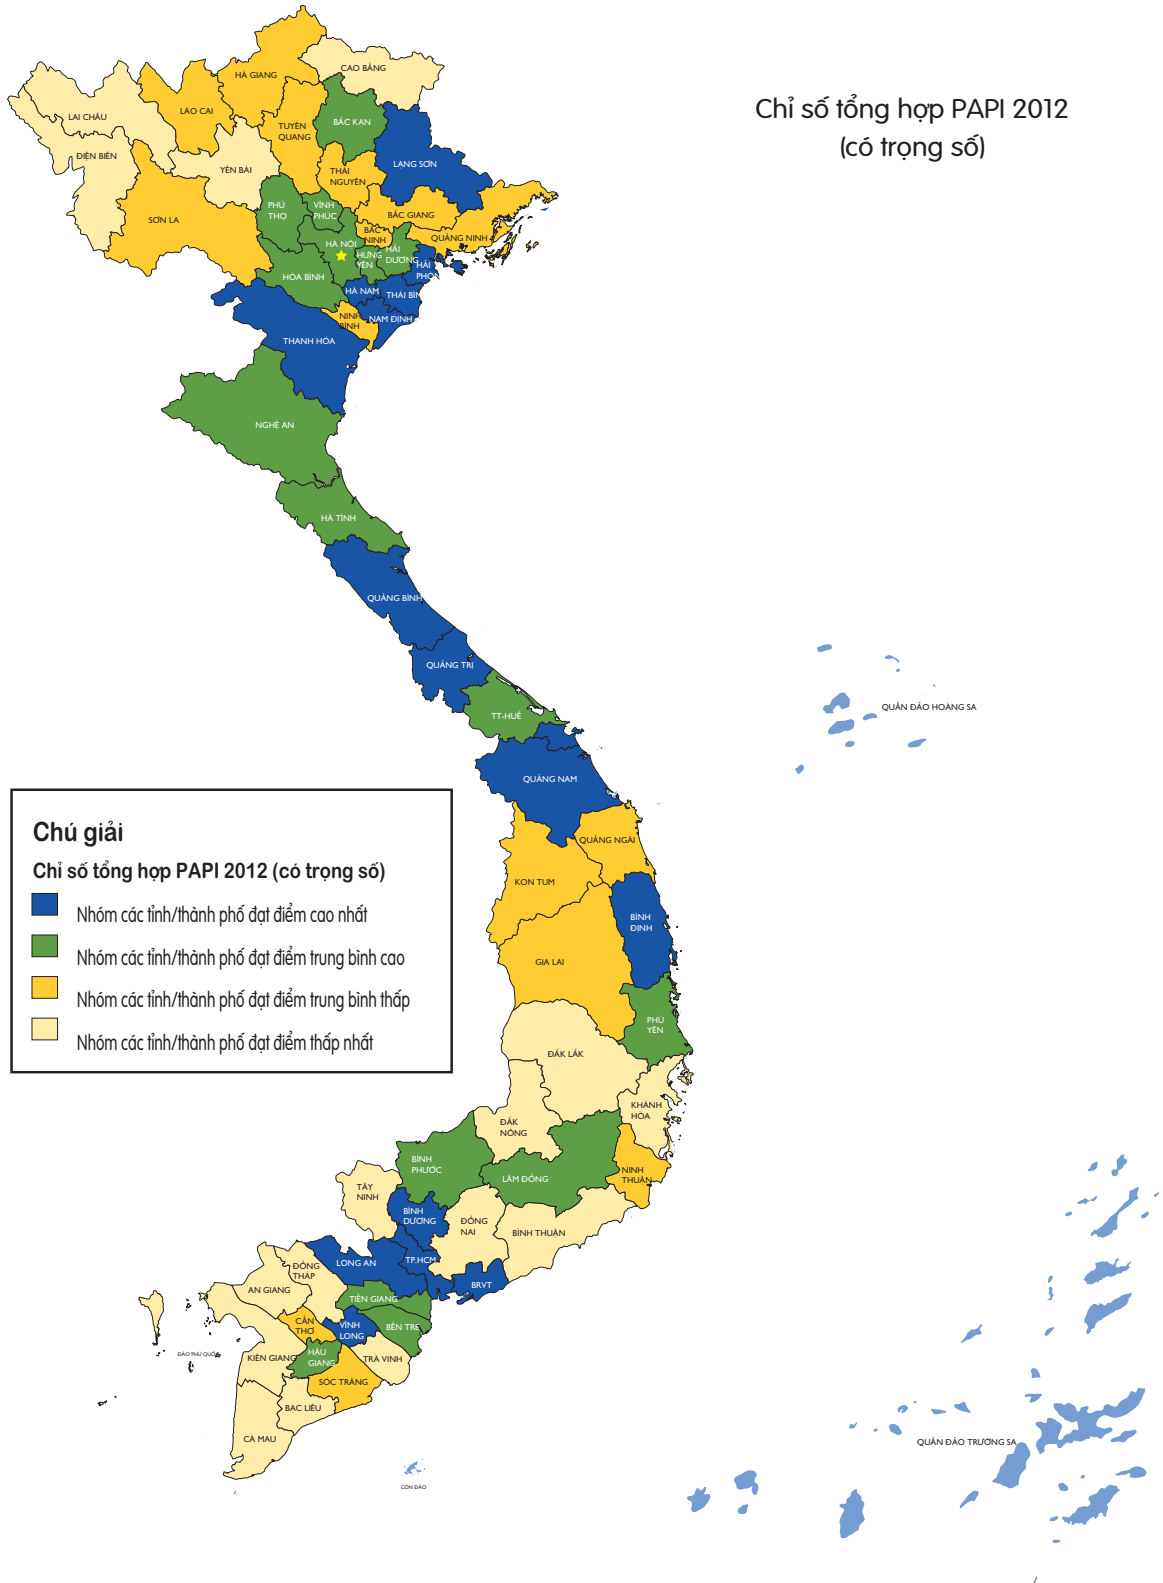 Chỉ số tổng hợp PAPI 2012
(có trọng số)
HÀ GIANG
CAO BẰNG
LAI CHÂU
LÀO CAI
BẮC KẠN
TUYÊN
QUANG
ĐIỆN BIÊN
YÊN BÁI
THÁI
NGUYÊN
LẠNG SƠN
SƠN LA
PHÚ
THỌ
VĨNH
PHÚC
BẮC GIANG
BẮC
NINH
QUẢNG NINH
HÀ NỘI
HƯNG
YÊN
HẢI
DƯƠNG
HẢI
PHÒN
HÒA BÌNH
HÀ NAM
THÁI BÌN
NINH
BÌNH
NAM ĐỊNH
THANH HÓA
NGHỆ AN
HÀ TĨNH
QUẢNG BÌNH
QUẢNG TRỊ
TT-HUẾ
QUẦN ĐẢO HOÀNG SA
QUẢNG NAM
QUẢNG NGÃI
KON TUM
BÌNH
ĐỊNH
GIA LAI
PHÚ
YÊN
ĐẮK LẮK
KHÁNH
HÒA
ĐẮK
NÔNG
BÌNH
PHƯỚC
LÂM ĐỒNG
NINH
THUẬN
TÂY
NINH
BÌNH
DƯƠNG
ĐỒNG
NAI
BÌNH THUẬN
LONG AN
TP.HCM
BRVT
ĐỒNG
THÁP
AN GIANG
TIỀN GIANG
CẦN
THƠ
VĨNH
LONG
BẾN TRE
ĐẢO PHÚ QUỐC
KIÊN GIANG
HẬU
GIANG
TRÀ VINH
SÓC TRĂNG
BẠC LIÊU
CÀ MAU
CÔN ĐẢO
QUẦN ĐẢO TRƯỜNG SA
Chú giải
Chỉ số tổng hợp PAPI 2012 (có trọng số)
Nhóm các tỉnh/thành phố đạt điểm cao nhất
Nhóm các tỉnh/thành phố đạt điểm trung bình cao
Nhóm các tỉnh/thành phố đạt điểm trung bình thấp
Nhóm các tỉnh/thành phố đạt điểm thấp nhất